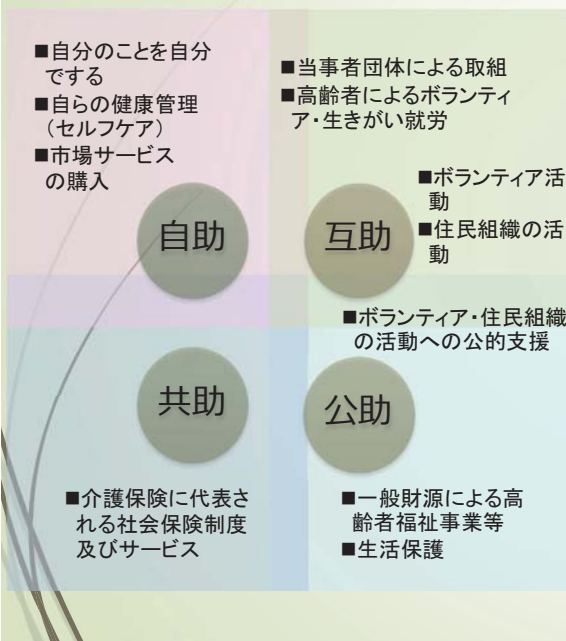 ■自分のことを自分
でする
■自らの健康管理
(セルフケア)
■市場サービス
の購入
■当事者団体による取組
■高齢者によるボランティ
ア・生きがい就労
■ボランティア活
動
■住民組織の活
動
自助
互助
■ボランティア・住民組織
の活動への公的支援
共助
公助
■介護保険に代表さ
れる社会保険制度
及びサービス
■一般財源による高
齢者福祉事業等
■生活保護